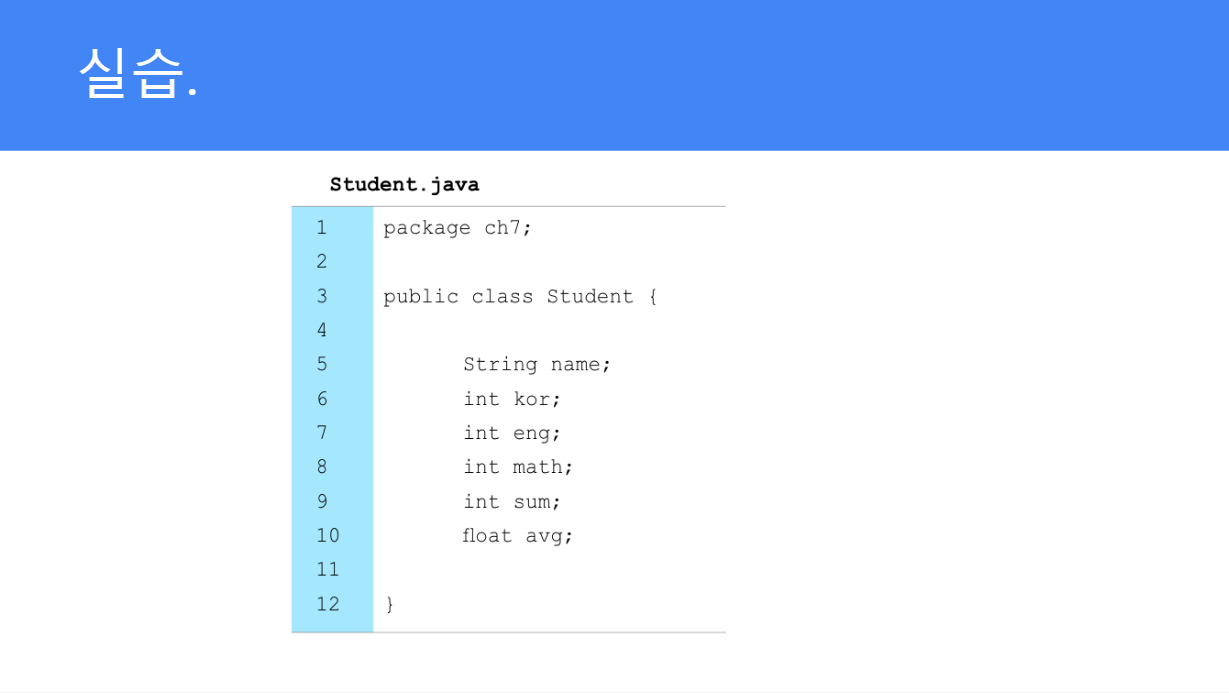 실습.
Student.java
1 package ch7;
2
3 public class Student {
4
5 String name;
6 int kor;
7 int eng;
8 int math;
9 int sum;
10 float avg;
11
12 }